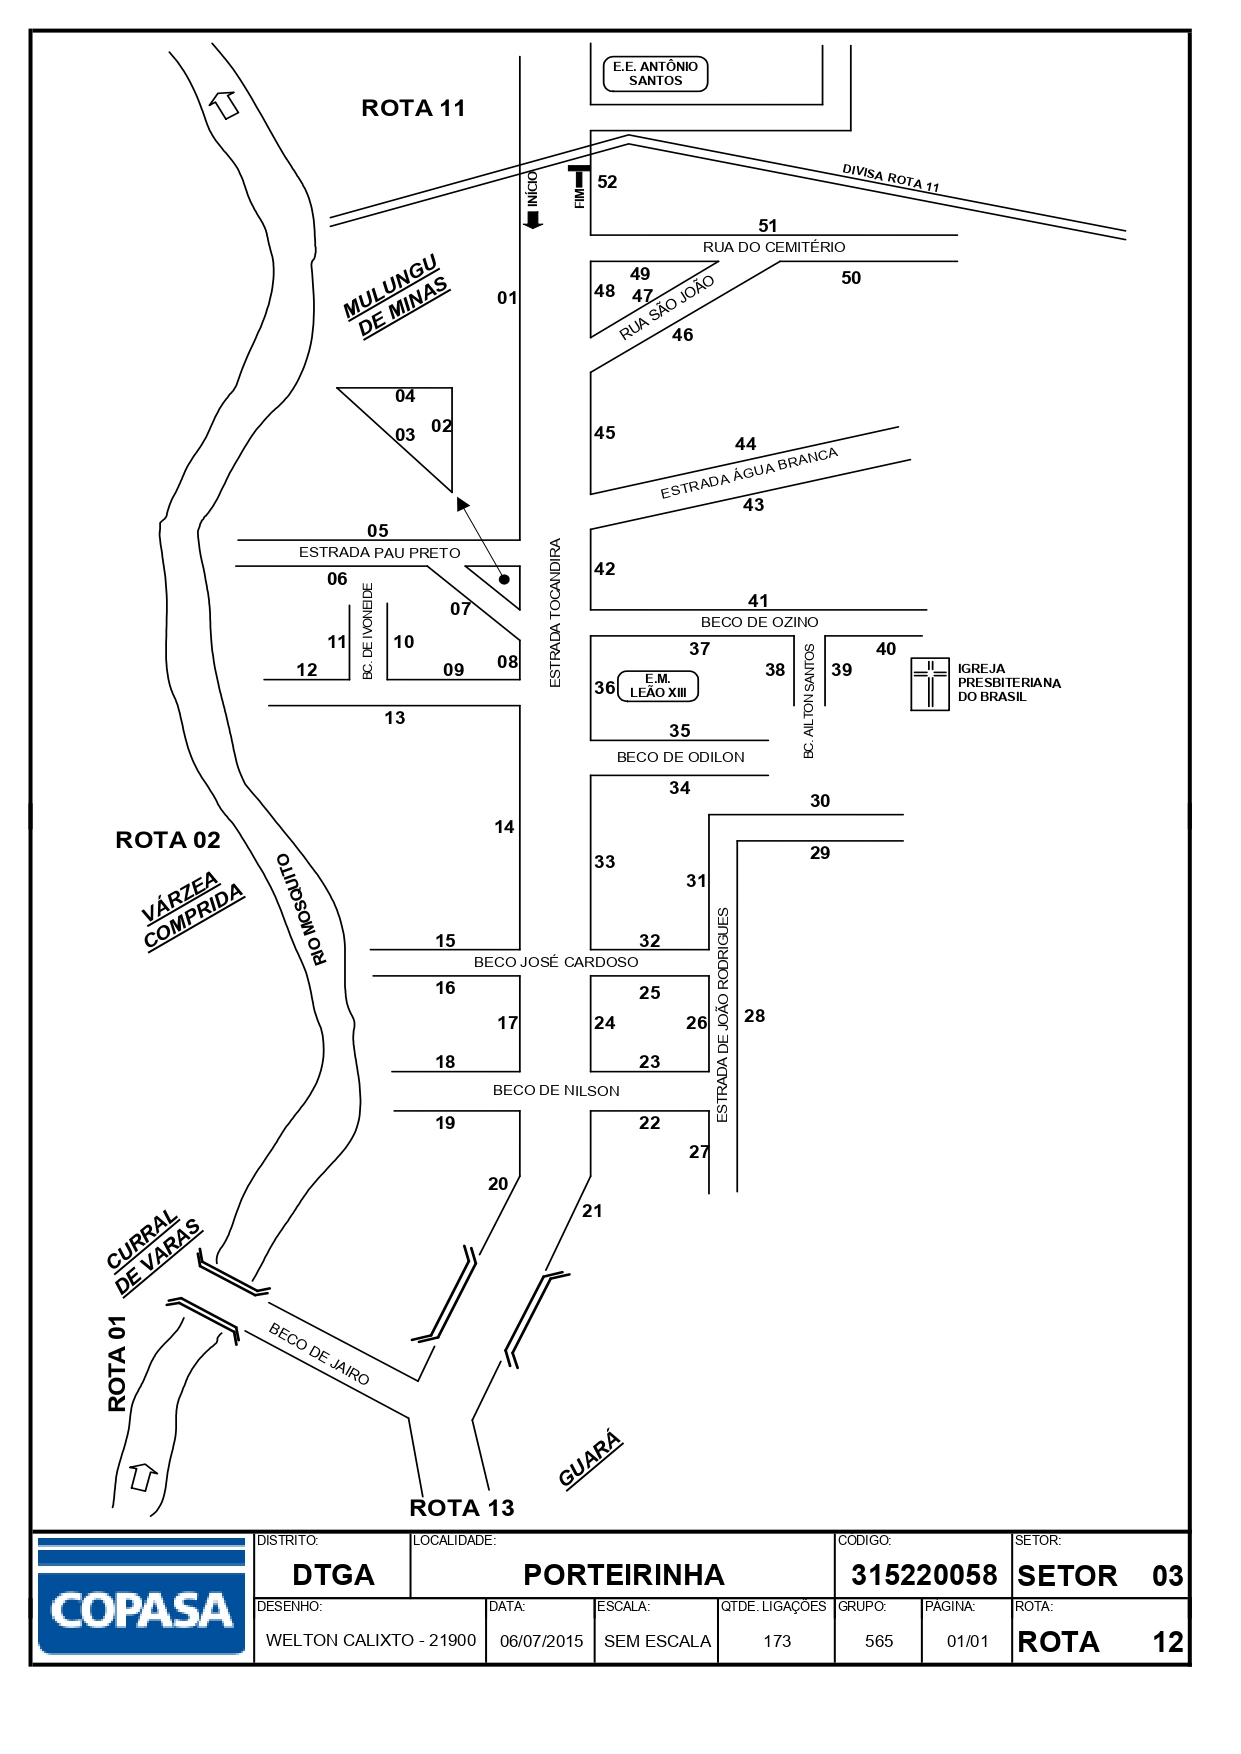 E.E. ANTÔNIO
SANTOS
ROTA 11
DIVISA ROTA 11
INÍCIO
FIM
52
51
RUA DO CEMITÉRIO
49
50
48
47
RUA SÃO JOÃO
46
01
MULUNGU
DE MINAS
04
02
03
45
44
ESTRADA ÁGUA BRANCA
43
05
ESTRADA PAU PRETO
06
07
ESTRADA TOCANDIRA
42
41
BECO DE OZINO
BC. DE IVONEIDE
11
10
12
09
08
13
37
38
39
40
36
E.M.
LEÃO XIII
BC. AILTON SANTOS
IGREJA
PRESBITERIANA
DO BRASIL
35
BECO DE ODILON
34
30
29
14
33
31
ROTA 02
VÁRZEA
COMPRIDA
RIO MOSQUITO
15
32
BECO JOSÉ CARDOSO
16
25
17
24
26
ESTRADA DE JOÃO RODRIGUES
28
18
23
BECO DE NILSON
19
22
27
20
21
CURRAL
DE VARAS
ROTA 01
BECO DE JAIRO
GUARÁ
ROTA 13
COPASA
DISTRITO:
DTGA
LOCALIDADE:
PORTEIRINHA
CODIGO:
315220058
SETOR:
SETOR 03
DESENHO:
WELTON CALIXTO - 21900
DATA:
06/07/2015
ESCALA:
SEM ESCALA
QTDE. LIGAÇÕES
173
GRUPO:
565
PAGINA:
01/01
ROTA:
ROTA 12